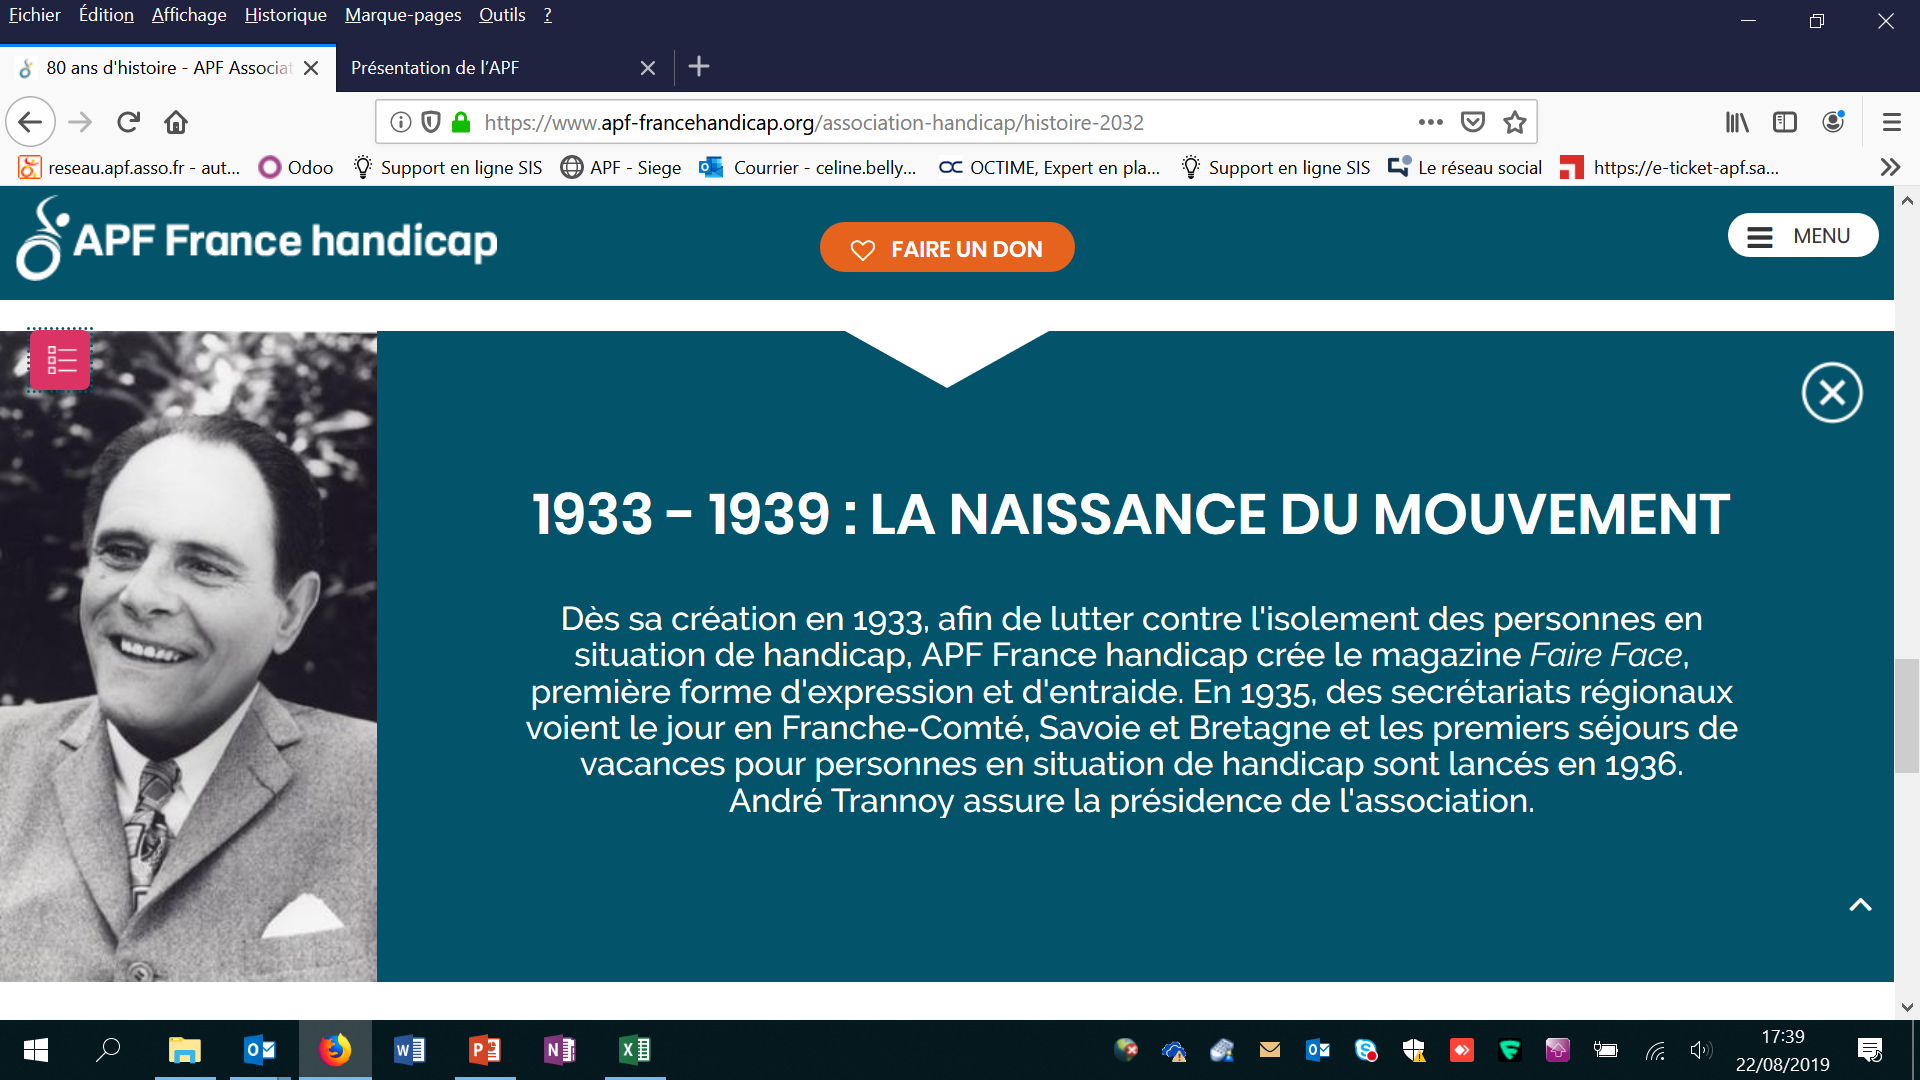 Fichier Édition Affichage Historique Marque-pages Outils ?
80 ans d'histoire - APF Associat
Présentation de l'APF
https://www.apf-francehandicap.org/association-handicap/histoire-2032
reseau.apf.asso.fr - aut... Odoo Support en ligne SIS APF - Siege Courrier - celine.belly... OCTIME, Expert en pla... Support en ligne SIS Le réseau social https://e-ticket-apf.sa...
APF France handicap
FAIRE UN DON
MENU
1933 - 1939 : LA NAISSANCE DU MOUVEMENT
Dès sa création en 1933, afin de lutter contre l'isolement des personnes en
situation de handicap, APF France handicap crée le magazine Faire Face,
première forme d'expression et d'entraide. En 1935, des secrétariats régionaux
voient le jour en Franche-Comté, Savoie et Bretagne et les premiers séjours de
vacances pour personnes en situation de handicap sont lancés en 1936.
André Trannoy assure la présidence de l'association.
17:39
22/08/2019